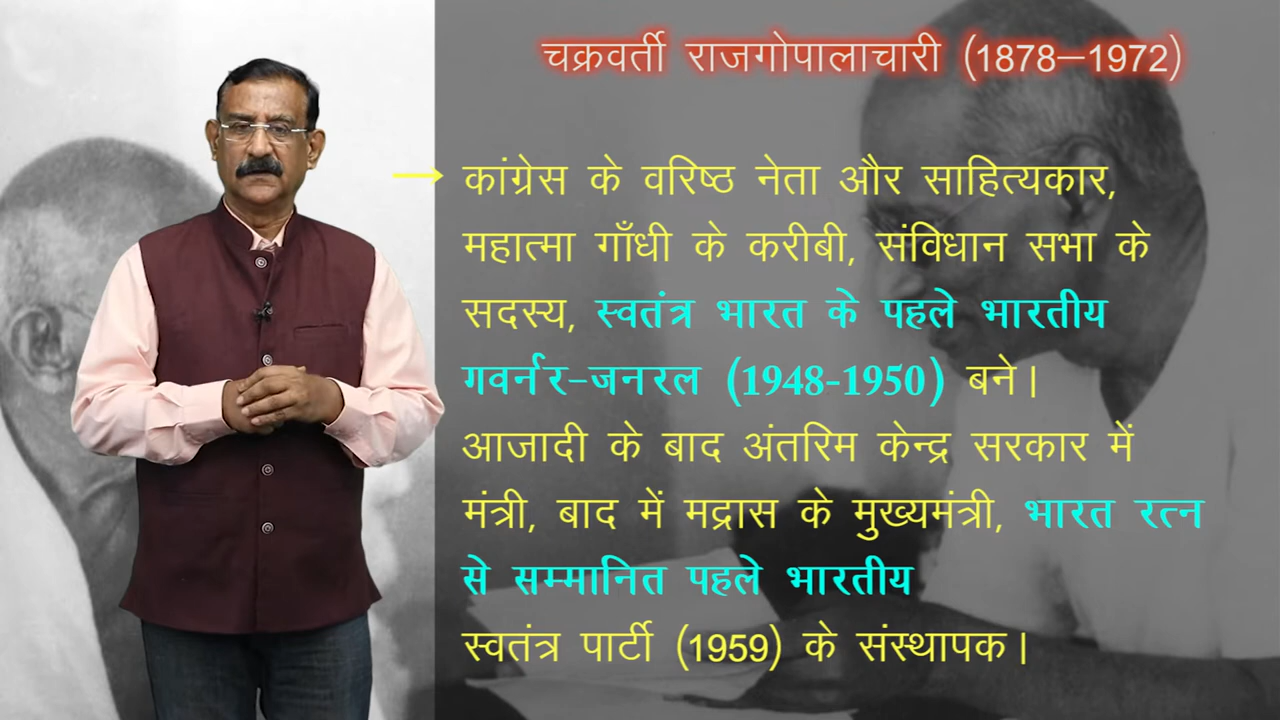 चक्रवर्ती राजगोपालाचारी (1878–1972)
कांग्रेस के वरिष्ठ नेता और साहित्यकार,
महात्मा गाँधी के करीबी, संविधान सभा के
सदस्य, स्वतंत्र भारत के पहले भारतीय
गवर्नर-जनरल (1948-1950) बने।
आजादी के बाद अंतरिम केन्द्र सरकार में
मंत्री, बाद में मद्रास के मुख्यमंत्री, भारत रत्न
से सम्मानित पहले भारतीय
स्वतंत्र पार्टी (1959) के संस्थापक।